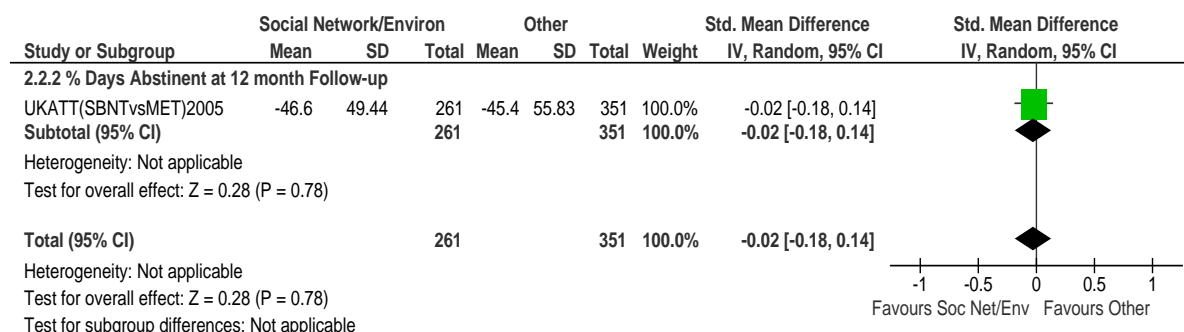 Social Network/Environ Other Std. Mean Difference Std. Mean Difference
Study or Subgroup Mean SD Total Mean SD Total Weight IV, Random, 95% CI IV, Random, 95% CI
2.2.2 % Days Abstinent at 12 month Follow-up
UKATT(SBNTvsMET)2005 -46.6 49.44 261 -45.4 55.83 351 100.0% -0.02 [-0.18, 0.14]
Subtotal (95% CI) 261 351 100.0% -0.02 [-0.18, 0.14]
Heterogeneity: Not applicable
Test for overall effect: Z = 0.28 (P = 0.78)
Total (95% CI) 261 351 100.0% -0.02 [-0.18, 0.14]
Heterogeneity: Not applicable
Test for overall effect: Z = 0.28 (P = 0.78)
Test for subgroup differences: Not applicable
-1 -0.5 0 0.5 1
Favours Soc Net/Env Favours Other